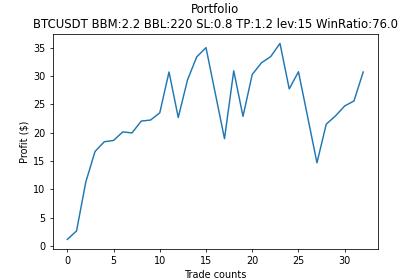 Portfolio
BTCUSDT BBM:2.2 BBL:220 SL:0.8 TP:1.2 lev:15 WinRatio:76.0
35
30
25
20
15
10
5
0
Profit ($)
0 5 10 15 20 25 30
Trade counts